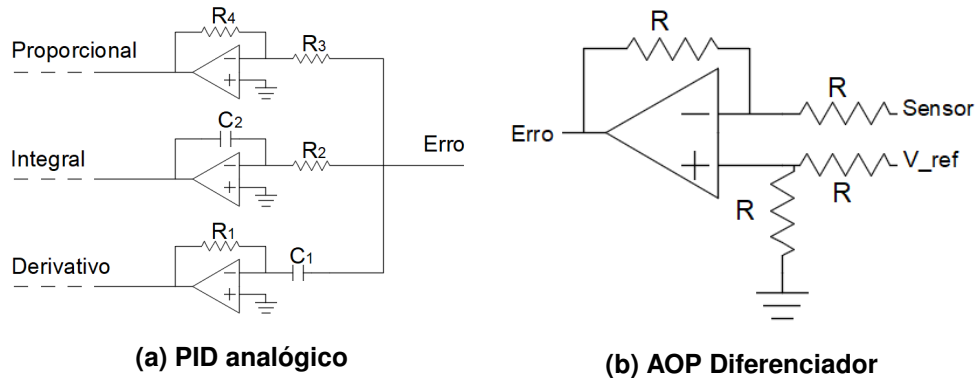 R4
Proporcional
R3
C2
Integral
R2
Erro
R1
Derivativo
C1
(a) PID analógico
R
R
Sensor
Erro
V_ref
R
R
(b) AOP Diferenciador